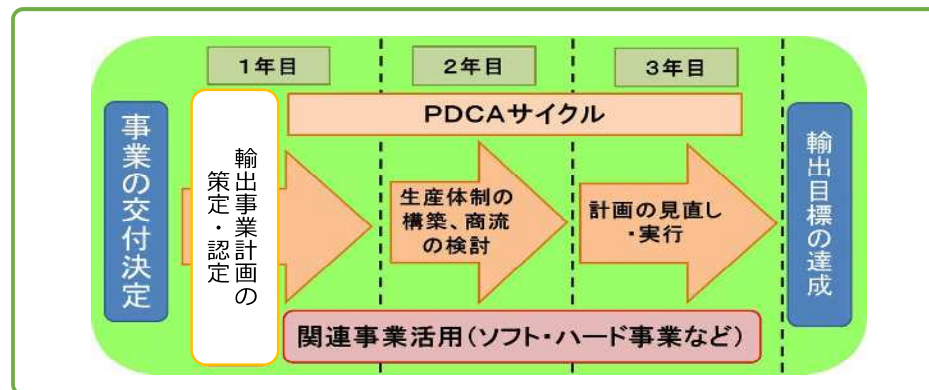 1年目
2年目
3年目
PDCAサイクル
事業の交付決定
輸出事業計画の
策定・認定
生産体制の
構築、商流
の検討
計画の見直し
・実行
輸出目標の達成
関連事業活用(ソフト・ハード事業など)